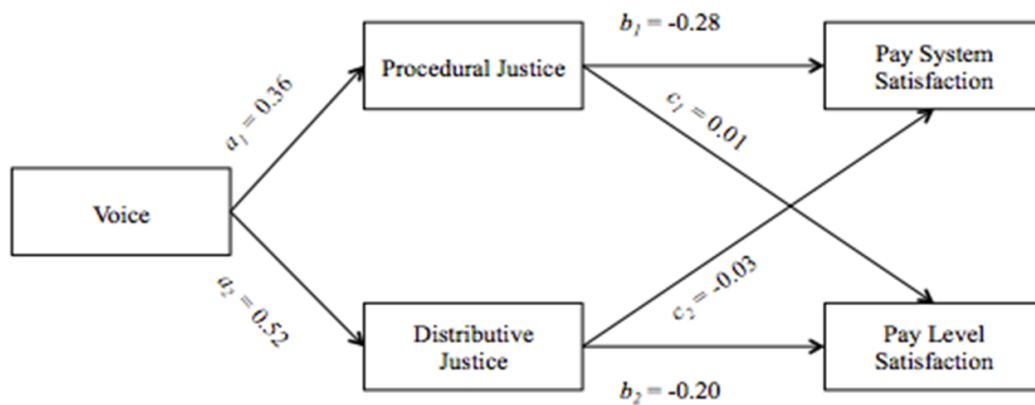 b₁ = -0.28
Procedural Justice
Pay System
Satisfaction
a₁ = 0.36
c₁ = 0.01
Voice
a₂ = 0.52
c₂ = -0.03
Distributive
Justice
Pay Level
Satisfaction
b₂ = -0.20